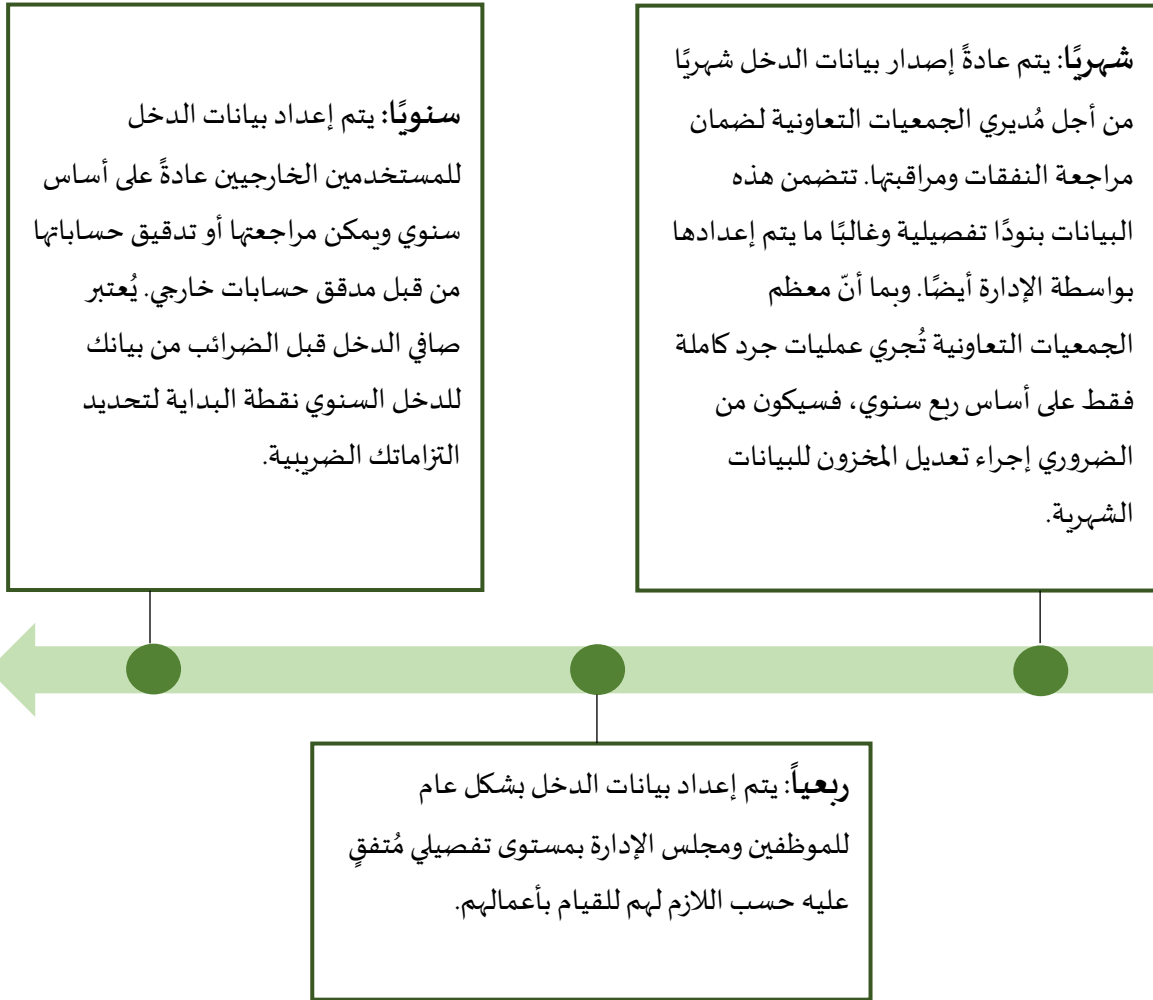 شهريًا: يتم عادةً إصدار بيانات الدخل شهريًا
من أجل مُديري الجمعيات التعاونية لضمان
مراجعة النفقات ومراقبتها. تتضمن هذه
البيانات بنودًا تفصيلية وغالبًا ما يتم إعدادها
بواسطة الإدارة أيضًا. وبما أنّ معظم
الجمعيات التعاونية تُجري عمليات جرد كاملة
فقط على أساس ربع سنوي، فسيكون من
الضروري إجراء تعديل المخزون للبيانات
الشهرية.
ربعياً: يتم إعداد بيانات الدخل بشكل عام
للموظفين ومجلس الإدارة بمستوى تفصيلي مُتفقٍ
عليه حسب اللازم لهم للقيام بأعمالهم.
سنويًا: يتم إعداد بيانات الدخل
للمستخدمين الخارجيين عادةً على أساس
سنوي ويمكن مراجعتها أو تدقيق حساباتها
من قبل مدقق حسابات خارجي. يُعتبر
صافي الدخل قبل الضرائب من بيانك
للدخل السنوي نقطة البداية لتحديد
التزاماتك الضريبية.